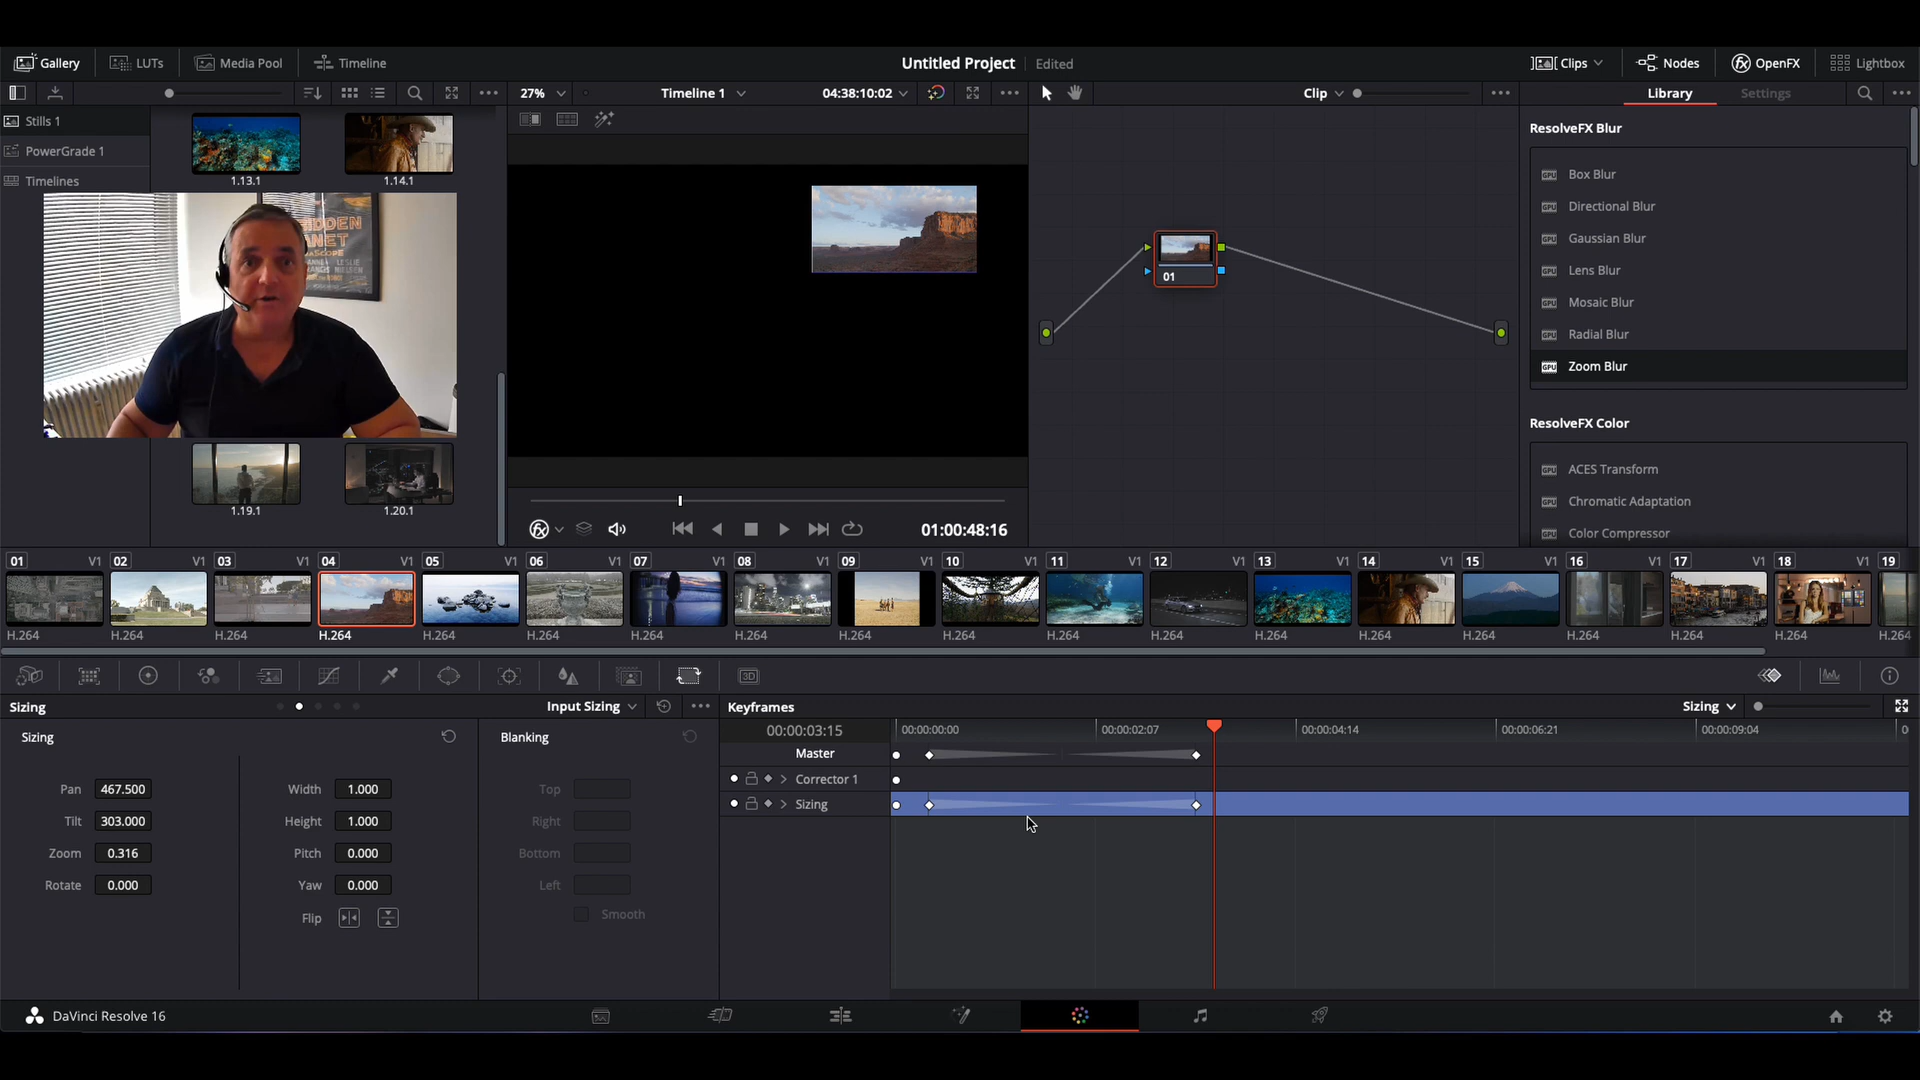 Gallery LUTs Media Pool Timeline Untitled Project Edited Clips Nodes OpenFX Lightbox
27% Timeline 1 04:38:10:02 Clip Library Settings
Stills 1
PowerGrade 1
Timelines
1.13.1 1.14.1
1.19.1 1.20.1
01
ResolveFX Blur
Box Blur
Directional Blur
Gaussian Blur
Lens Blur
Mosaic Blur
Radial Blur
Zoom Blur
ResolveFX Color
ACES Transform
Chromatic Adaptation
Color Compressor
01:00:48:16
01 V1 02 V1 03 V1 04 V1 05 V1 06 V1 07 V1 08 V1 09 V1 10 V1 11 V1 12 V1 13 V1 14 V1 15 V1 16 V1 17 V1 18 V1 19
H.264 H.264 H.264 H.264 H.264 H.264 H.264 H.264 H.264 H.264 H.264 H.264 H.264 H.264 H.264 H.264 H.264 H.264 H.264
3D
Sizing Input Sizing
Sizing
Pan 467.500
Tilt 303.000
Zoom 0.316
Rotate 0.000
Width 1.000
Height 1.000
Pitch 0.000
Yaw 0.000
Flip
Blanking
Top
Right
Bottom
Left
Smooth
Keyframes Sizing
00:00:03:15 00:00:00:00 00:00:02:07 00:00:04:14 00:00:06:21 00:00:09:04
Master
Corrector 1
Sizing
DaVinci Resolve 16